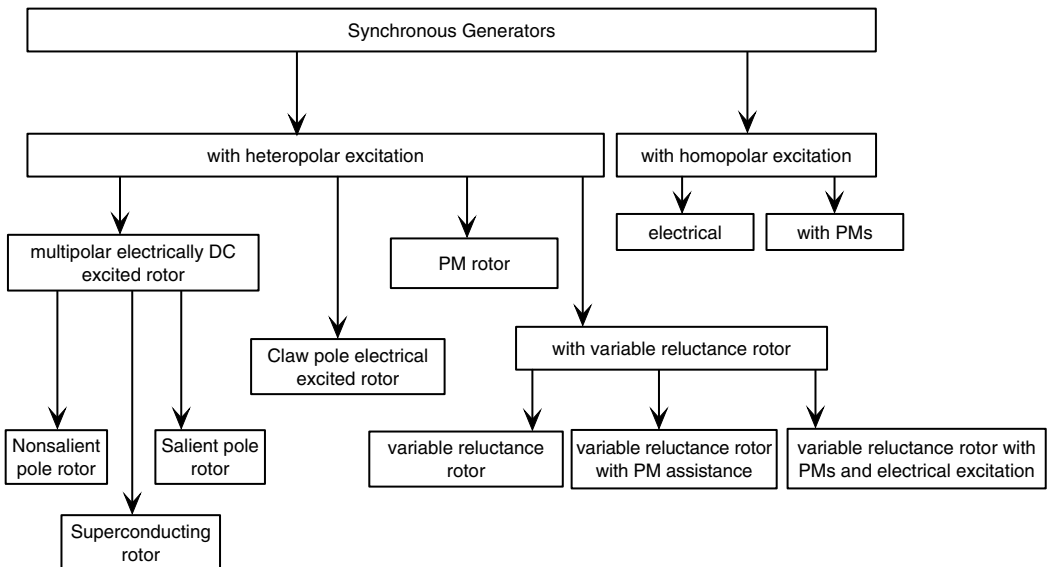 Synchronous Generators
with heteropolar excitation
with homopolar excitation
electrical
with PMs
multipolar electrically DC
excited rotor
PM rotor
Claw pole electrical
excited rotor
with variable reluctance rotor
Nonsalient
pole rotor
Salient pole
rotor
variable reluctance
rotor
variable reluctance rotor
with PM assistance
variable reluctance rotor with
PMs and electrical excitation
Superconducting
rotor